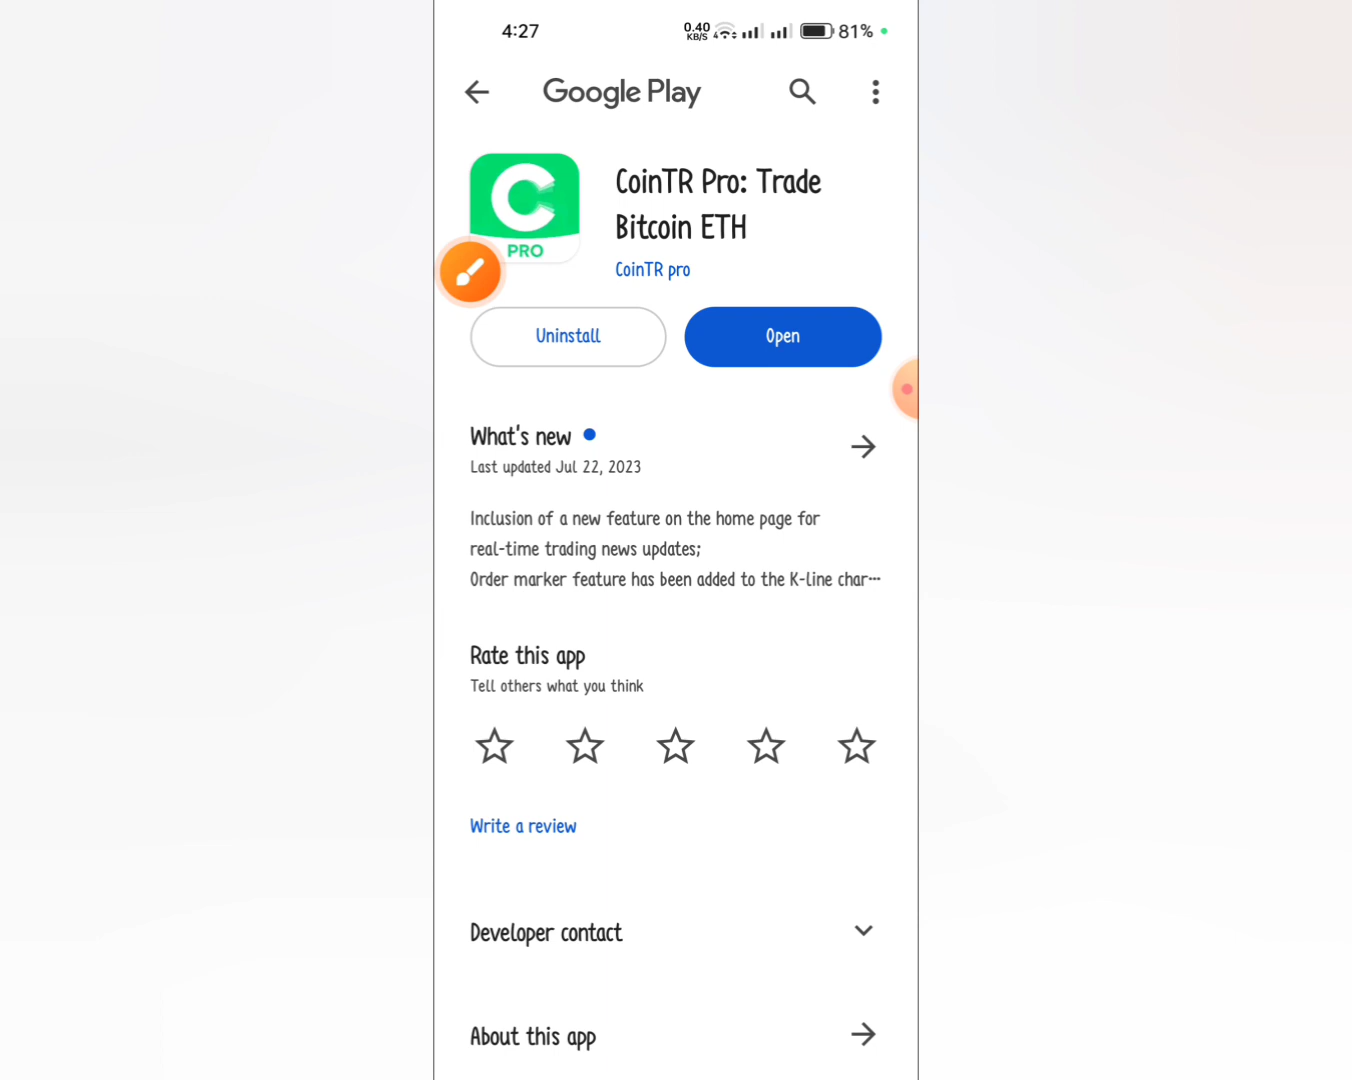 4:27
0.40
KB/S
81%
Google Play
PRO
CoinTR Pro: Trade
Bitcoin ETH
CoinTR pro
Uninstall
Open
What's new
Last updated Jul 22, 2023
Inclusion of a new feature on the home page for
real-time trading news updates;
Order marker feature has been added to the K-line char…
Rate this app
Tell others what you think
Write a review
Developer contact
About this app